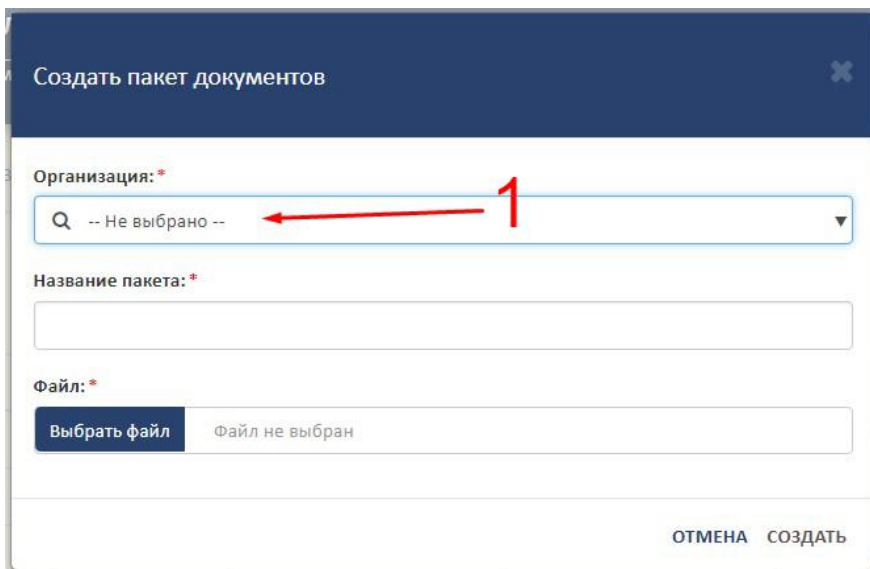 Создать пакет документов
Организация: *
-- Не выбрано --
1
Название пакета: *
Файл: *
Выбрать файл Файл не выбран
ОТМЕНА СОЗДАТЬ